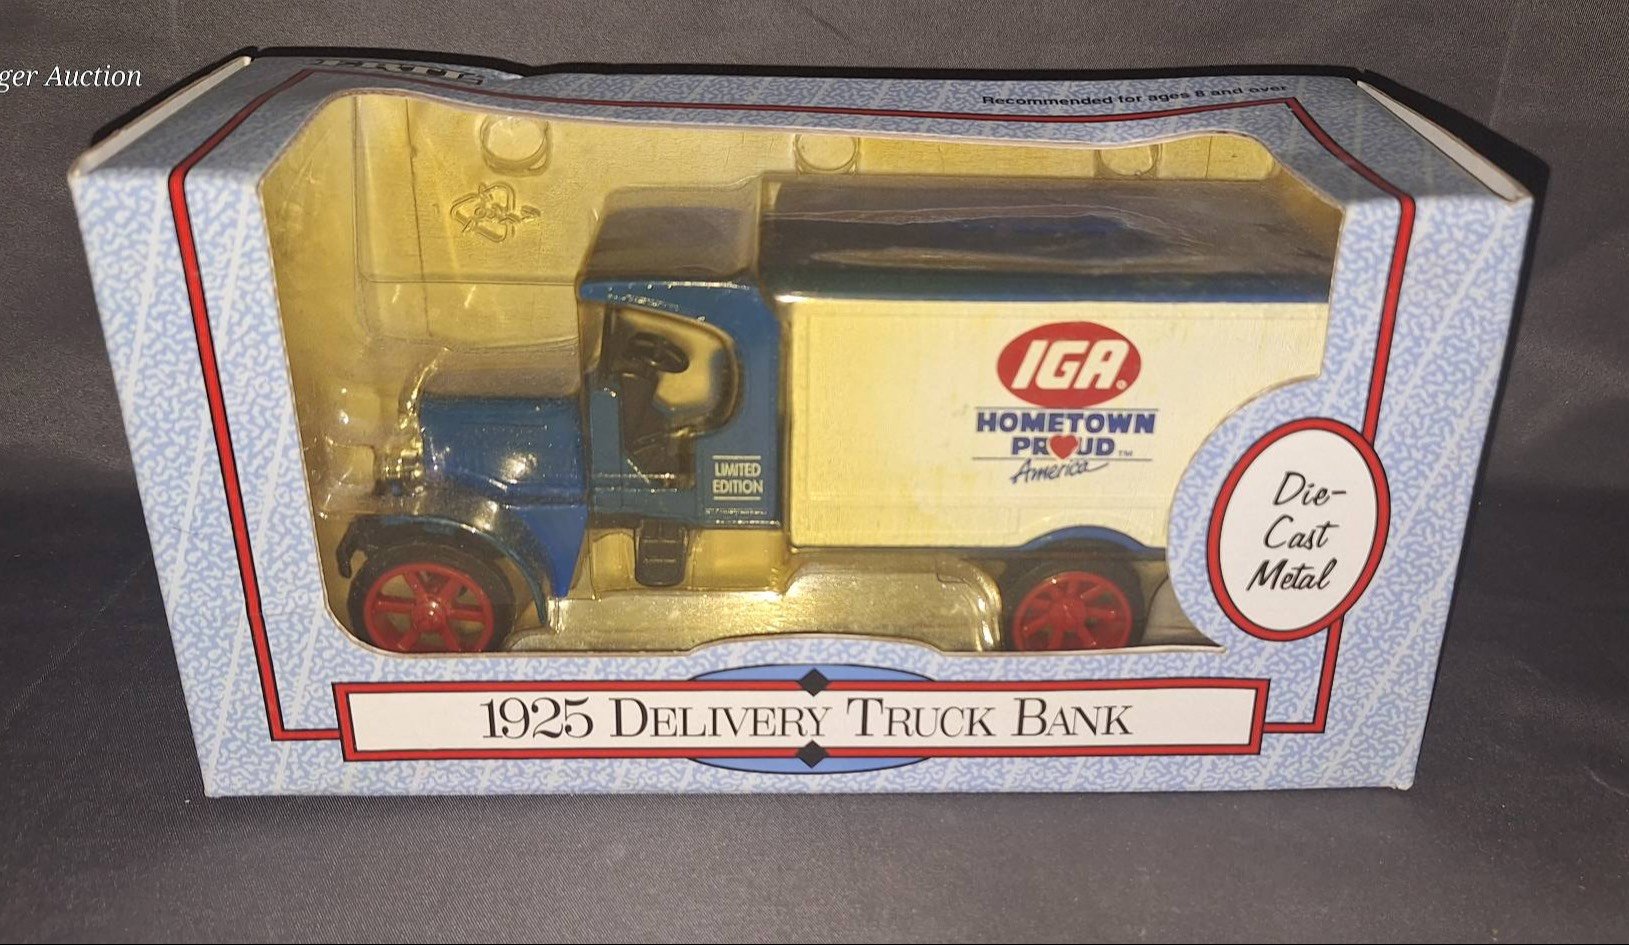 ger Auction
Recommended for ages 8 and over
IGA®
HOMETOWN
PROUD™
America
LIMITED
EDITION
Die-
Cast
Metal
1925 DELIVERY TRUCK BANK